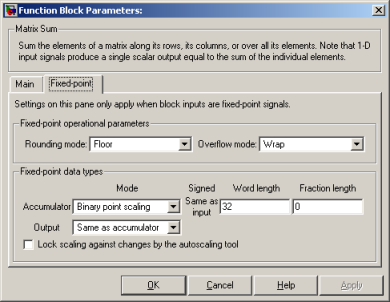 Function Block Parameters:
Matrix Sum
Sum the elements of a matrix along its rows, its columns, or over all its elements. Note that 1-D
input signals produce a single scalar output equal to the sum of the individual elements.
Main Fixed-point
Settings on this pane only apply when block inputs are fixed-point signals.
Fixed-point operational parameters
Rounding mode: Floor Overflow mode: Wrap
Fixed-point data types
Mode Signed Word length Fraction length
Accumulator Binary point scaling Same as input 32 0
Output Same as accumulator
Lock scaling against changes by the autoscaling tool
OK Cancel Help Apply